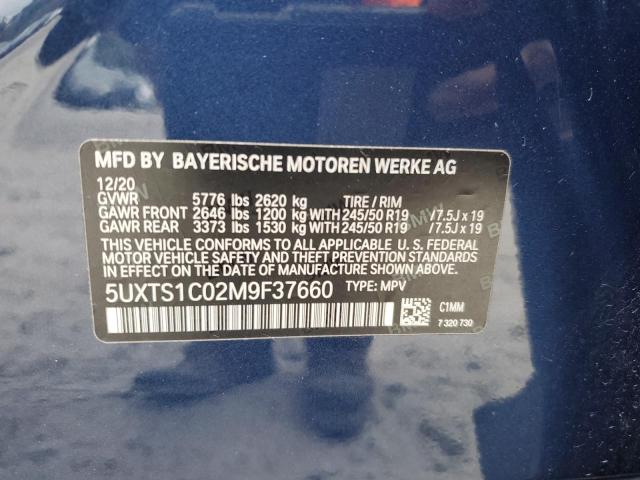 MFD BY BAYERISCHE MOTOREN WERKE AG
12/20
GVWR 5776 lbs 2620 kg TIRE / RIM
GAWR FRONT 2646 lbs 1200 kg WITH 245/50 R19 / 7.5J x 19
GAWR REAR 3373 lbs 1530 kg WITH 245/50 R19 / 7.5J x 19
THIS VEHICLE CONFORMS TO ALL APPLICABLE U. S. FEDERAL
MOTOR VEHICLE SAFETY AND THEFT PREVENTION STANDARDS
IN EFFECT ON THE DATE OF MANUFACTURE SHOWN ABOVE.
5UXTS1C02M9F37660 TYPE: MPV
C1MM
7 320 730